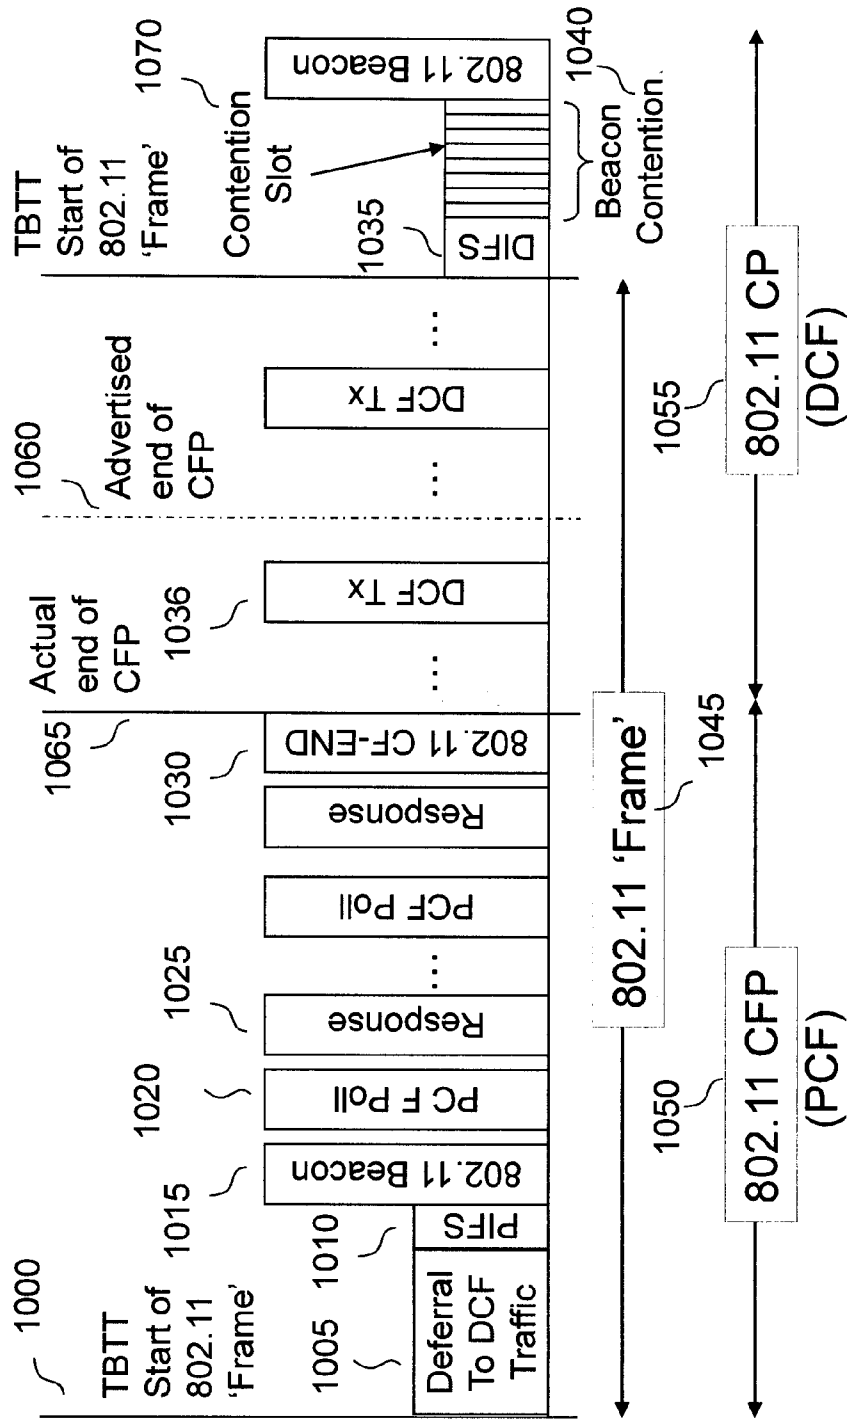 1000
TBTT
Start of
802.11
‘Frame’
1005
Deferral
To DCF
Traffic
1010
PIFS
1015
802.11 Beacon
1020
PC F Poll
1025
Response
...
PCF Poll
Response
1030
802.11 CF-END
1065
Actual
end of
CFP
...
1036
DCF Tx
1060
Advertised
end of
CFP
...
DCF Tx
...
TBTT
Start of
802.11
‘Frame’
1035
DIFS
Contention
Slot
1070
802.11 Beacon
Beacon
Contention
1040
802.11 ‘Frame’
1045
1050
802.11 CFP
(PCF)
1055
802.11 CP
(DCF)